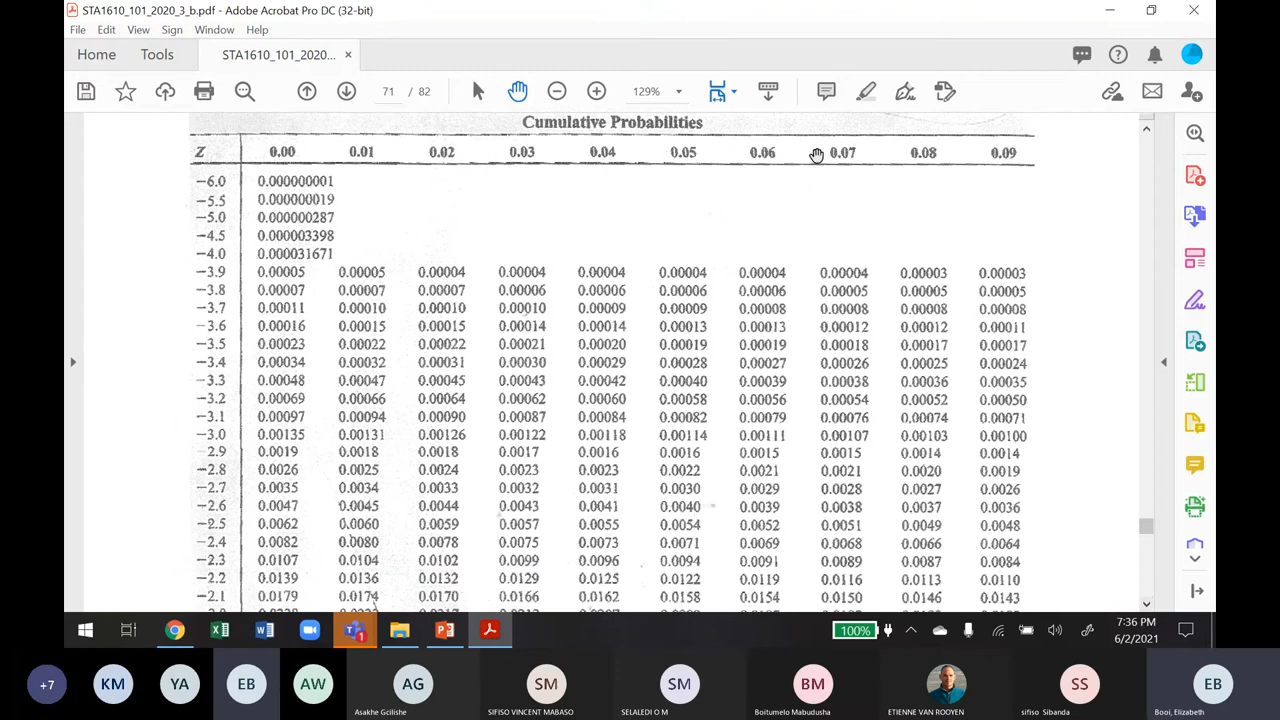 STA1610_101_2020_3_b.pdf - Adobe Acrobat Pro DC (32-bit)
File Edit View Sign Window Help
Home Tools STA1610_101_2020... ×
71 / 82 129%
Cumulative Probabilities
Z 0.00 0.01 0.02 0.03 0.04 0.05 0.06 0.07 0.08 0.09
−6.0 0.000000001
−5.5 0.000000019
−5.0 0.000000287
−4.5 0.000003398
−4.0 0.000031671
−3.9 0.00005 0.00005 0.00004 0.00004 0.00004 0.00004 0.00004 0.00004 0.00003 0.00003
−3.8 0.00007 0.00007 0.00007 0.00006 0.00006 0.00006 0.00006 0.00005 0.00005 0.00005
−3.7 0.00011 0.00010 0.00010 0.00010 0.00009 0.00009 0.00008 0.00008 0.00008 0.00008
−3.6 0.00016 0.00015 0.00015 0.00014 0.00014 0.00013 0.00013 0.00012 0.00012 0.00011
−3.5 0.00023 0.00022 0.00022 0.00021 0.00020 0.00019 0.00019 0.00018 0.00017 0.00017
−3.4 0.00034 0.00032 0.00031 0.00030 0.00029 0.00028 0.00027 0.00026 0.00025 0.00024
−3.3 0.00048 0.00047 0.00045 0.00043 0.00042 0.00040 0.00039 0.00038 0.00036 0.00035
−3.2 0.00069 0.00066 0.00064 0.00062 0.00060 0.00058 0.00056 0.00054 0.00052 0.00050
−3.1 0.00097 0.00094 0.00090 0.00087 0.00084 0.00082 0.00079 0.00076 0.00074 0.00071
−3.0 0.00135 0.00131 0.00126 0.00122 0.00118 0.00114 0.00111 0.00107 0.00103 0.00100
−2.9 0.0019 0.0018 0.0018 0.0017 0.0016 0.0016 0.0015 0.0015 0.0014 0.0014
−2.8 0.0026 0.0025 0.0024 0.0023 0.0023 0.0022 0.0021 0.0021 0.0020 0.0019
−2.7 0.0035 0.0034 0.0033 0.0032 0.0031 0.0030 0.0029 0.0028 0.0027 0.0026
−2.6 0.0047 0.0045 0.0044 0.0043 0.0041 0.0040 0.0039 0.0038 0.0037 0.0036
−2.5 0.0062 0.0060 0.0059 0.0057 0.0055 0.0054 0.0052 0.0051 0.0049 0.0048
−2.4 0.0082 0.0080 0.0078 0.0075 0.0073 0.0071 0.0069 0.0068 0.0066 0.0064
−2.3 0.0107 0.0104 0.0102 0.0099 0.0096 0.0094 0.0091 0.0089 0.0087 0.0084
−2.2 0.0139 0.0136 0.0132 0.0129 0.0125 0.0122 0.0119 0.0116 0.0113 0.0110
−2.1 0.0179 0.0174 0.0170 0.0166 0.0162 0.0158 0.0154 0.0150 0.0146 0.0143
100% 7:36 PM
6/2/2021
+7 KM YA EB AW AG SM SM BM SS EB
Asakhe Gcilishe SIFISO VINCENT MABASO SELALEDI O M Boitumelo Mabudusha ETIENNE VAN ROOYEN sifiso Sibanda Booi, Elizabeth